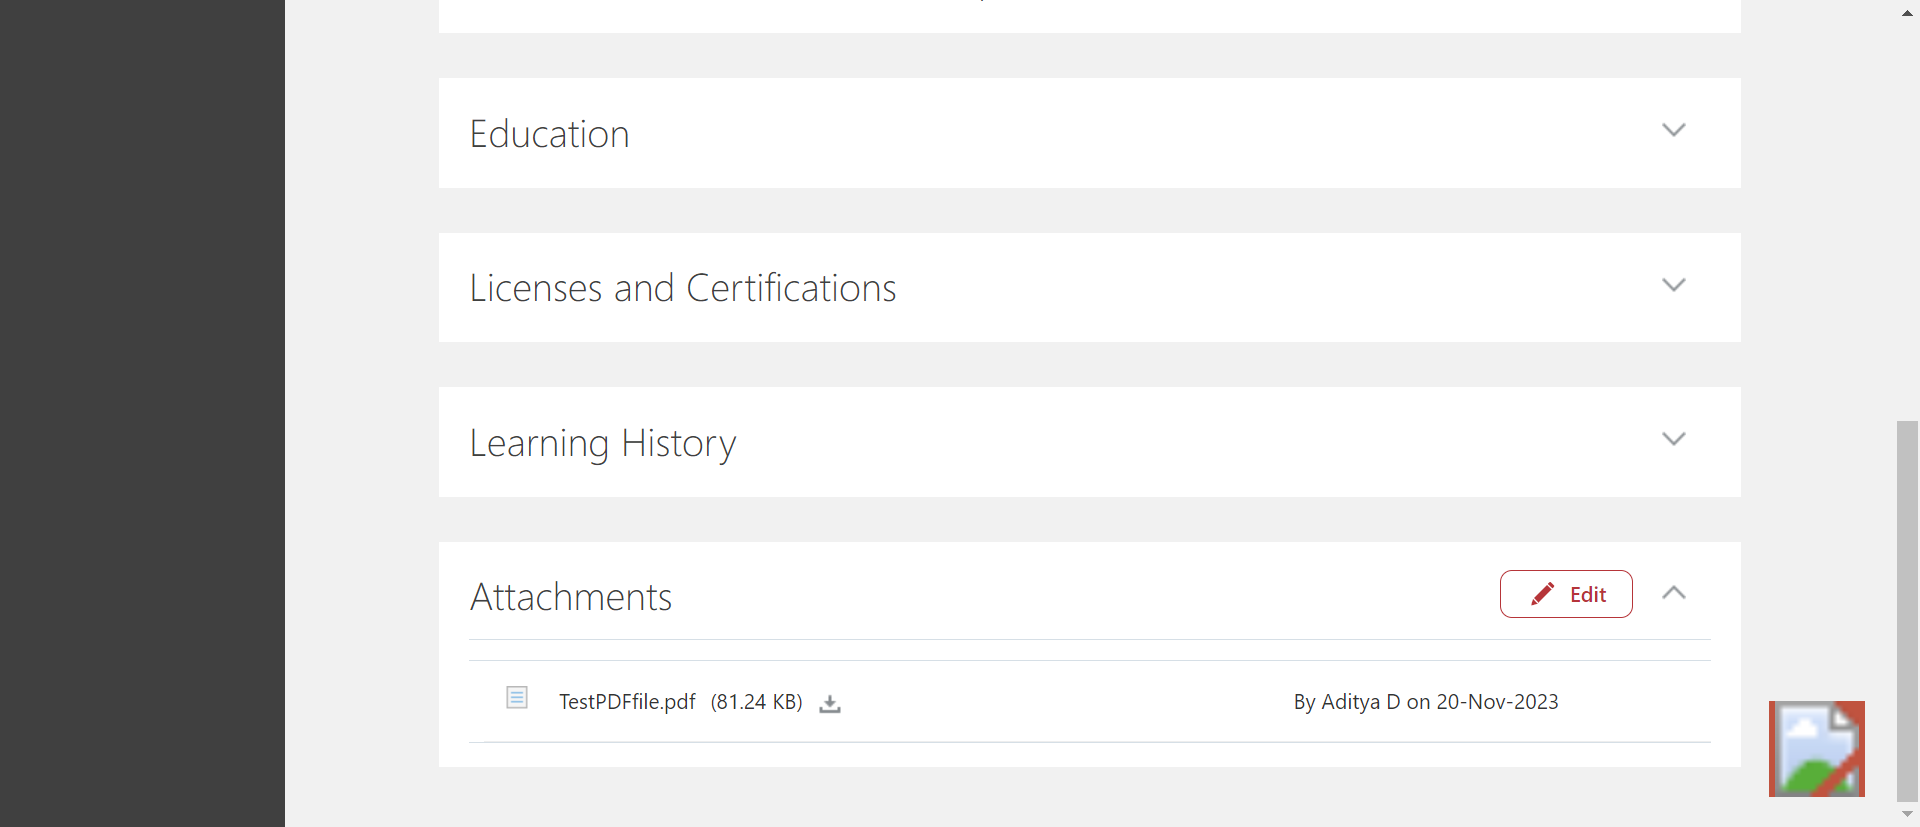 Education
Licenses and Certifications
Learning History
Attachments
Edit
TestPDFfile.pdf (81.24 KB)
By Aditya D on 20-Nov-2023